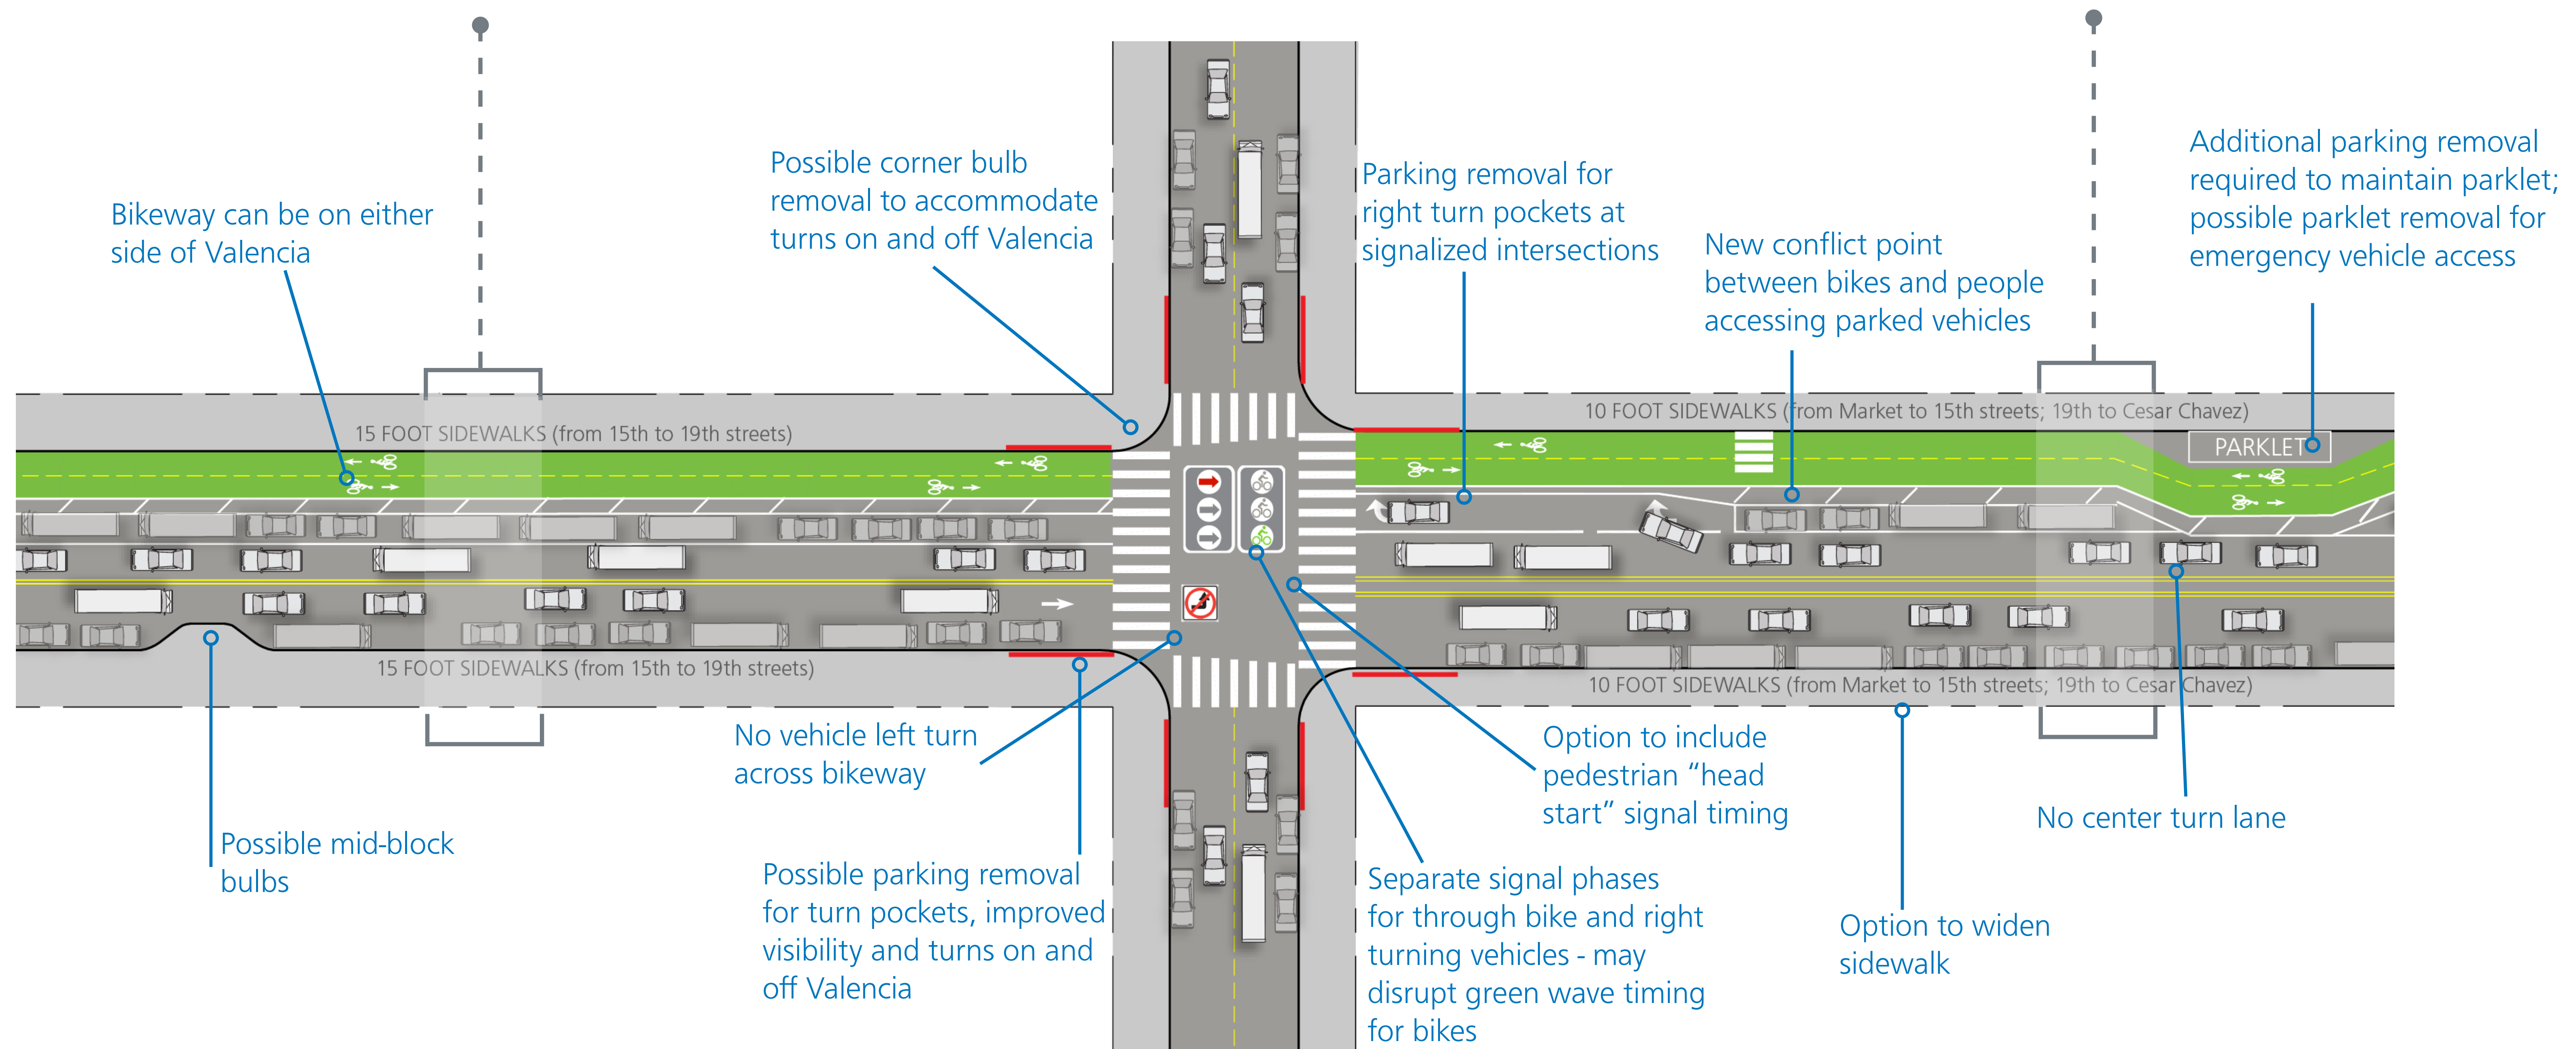 Bikeway can be on either
side of Valencia
Possible corner bulb
removal to accommodate
turns on and off Valencia
Parking removal for
right turn pockets at
signalized intersections
New conflict point
between bikes and people
accessing parked vehicles
Additional parking removal
required to maintain parklet;
possible parklet removal for
emergency vehicle access
15 FOOT SIDEWALKS (from 15th to 19th streets)
10 FOOT SIDEWALKS (from Market to 15th streets; 19th to Cesar Chavez)
PARKLET
15 FOOT SIDEWALKS (from 15th to 19th streets)
10 FOOT SIDEWALKS (from Market to 15th streets; 19th to Cesar Chavez)
Possible mid-block
bulbs
No vehicle left turn
across bikeway
Possible parking removal
for turn pockets, improved
visibility and turns on and
off Valencia
Option to include
pedestrian “head
start” signal timing
Separate signal phases
for through bike and right
turning vehicles - may
disrupt green wave timing
for bikes
Option to widen
sidewalk
No center turn lane